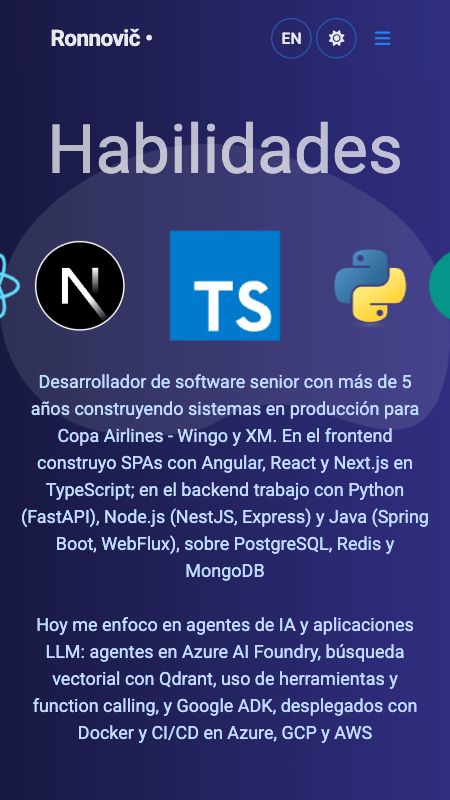 Ronnovič •
EN
Habilidades
N
TS
Desarrollador de software senior con más de 5
años construyendo sistemas en producción para
Copa Airlines - Wingo y XM. En el frontend
construyo SPAs con Angular, React y Next.js en
TypeScript; en el backend trabajo con Python
(FastAPI), Node.js (NestJS, Express) y Java (Spring
Boot, WebFlux), sobre PostgreSQL, Redis y
MongoDB
Hoy me enfoco en agentes de IA y aplicaciones
LLM: agentes en Azure AI Foundry, búsqueda
vectorial con Qdrant, uso de herramientas y
function calling, y Google ADK, desplegados con
Docker y CI/CD en Azure, GCP y AWS